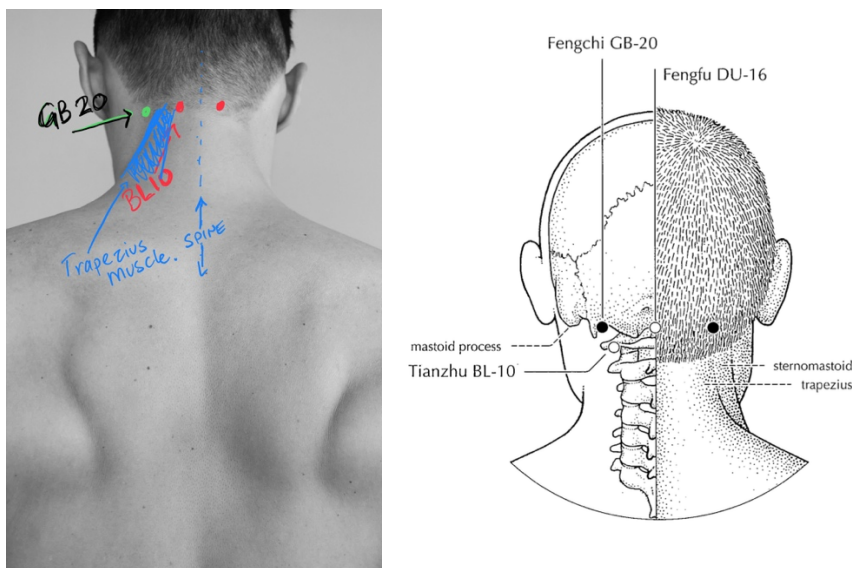 GB20
BL10
Trapezius
muscle.
SPINE
Fengchi GB-20
Fengfu DU-16
mastoid process
Tianzhu BL-10
sternomastoid
trapezius